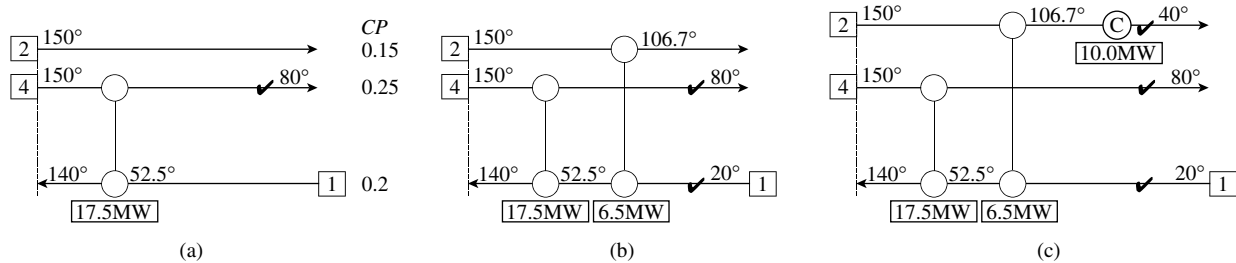 CP
2 150° 0.15
4 150° 80° 0.25
140° 52.5° 1 0.2
17.5MW
(a)
2 150° 106.7°
4 150° 80°
140° 52.5° 20° 1
17.5MW 6.5MW
(b)
2 150° 106.7° C 40°
10.0MW
4 150° 80°
140° 52.5° 20° 1
17.5MW 6.5MW
(c)